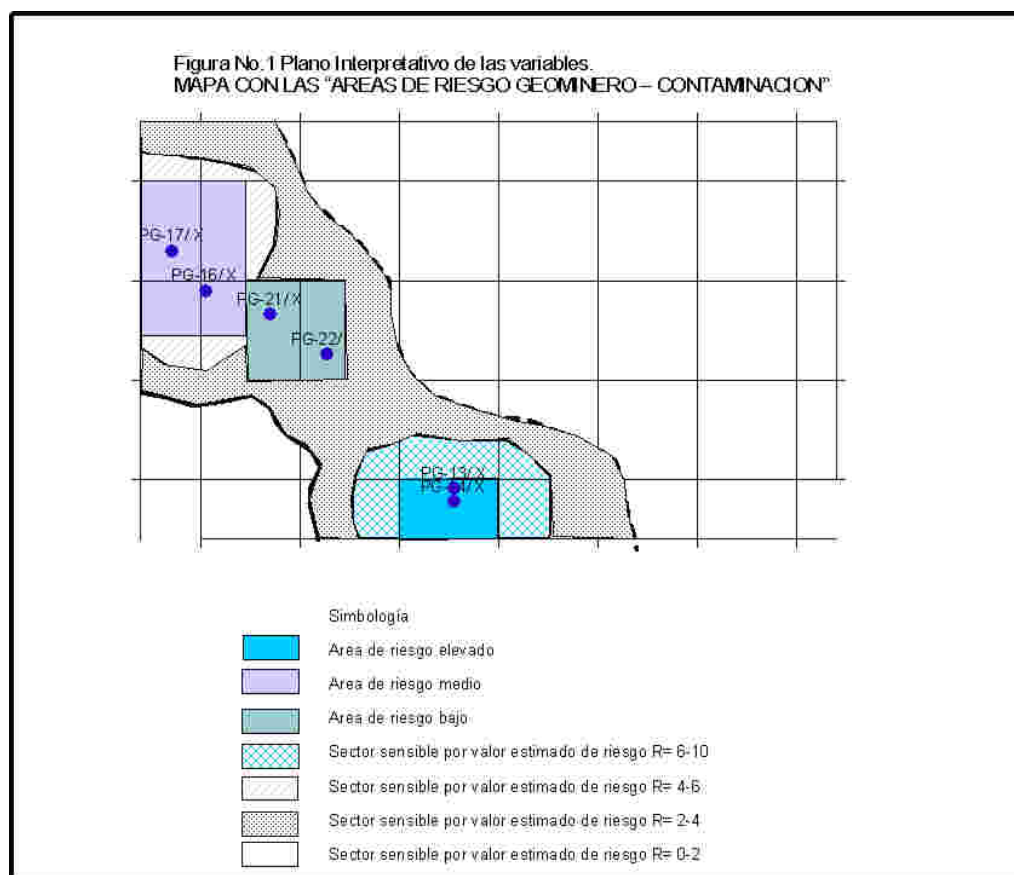 Figura No.1 Plano Interpretativo de las variables.
MAPA CON LAS "AREAS DE RIESGO GEOMINERO – CONTAMINACION"
PG-17/X
PG-16/X
PG-21/X
PG-22/
PG-13/X
Simbología
Area de riesgo elevado
Area de riesgo medio
Area de riesgo bajo
Sector sensible por valor estimado de riesgo R= 6-10
Sector sensible por valor estimado de riesgo R= 4-6
Sector sensible por valor estimado de riesgo R= 2-4
Sector sensible por valor estimado de riesgo R= 0-2